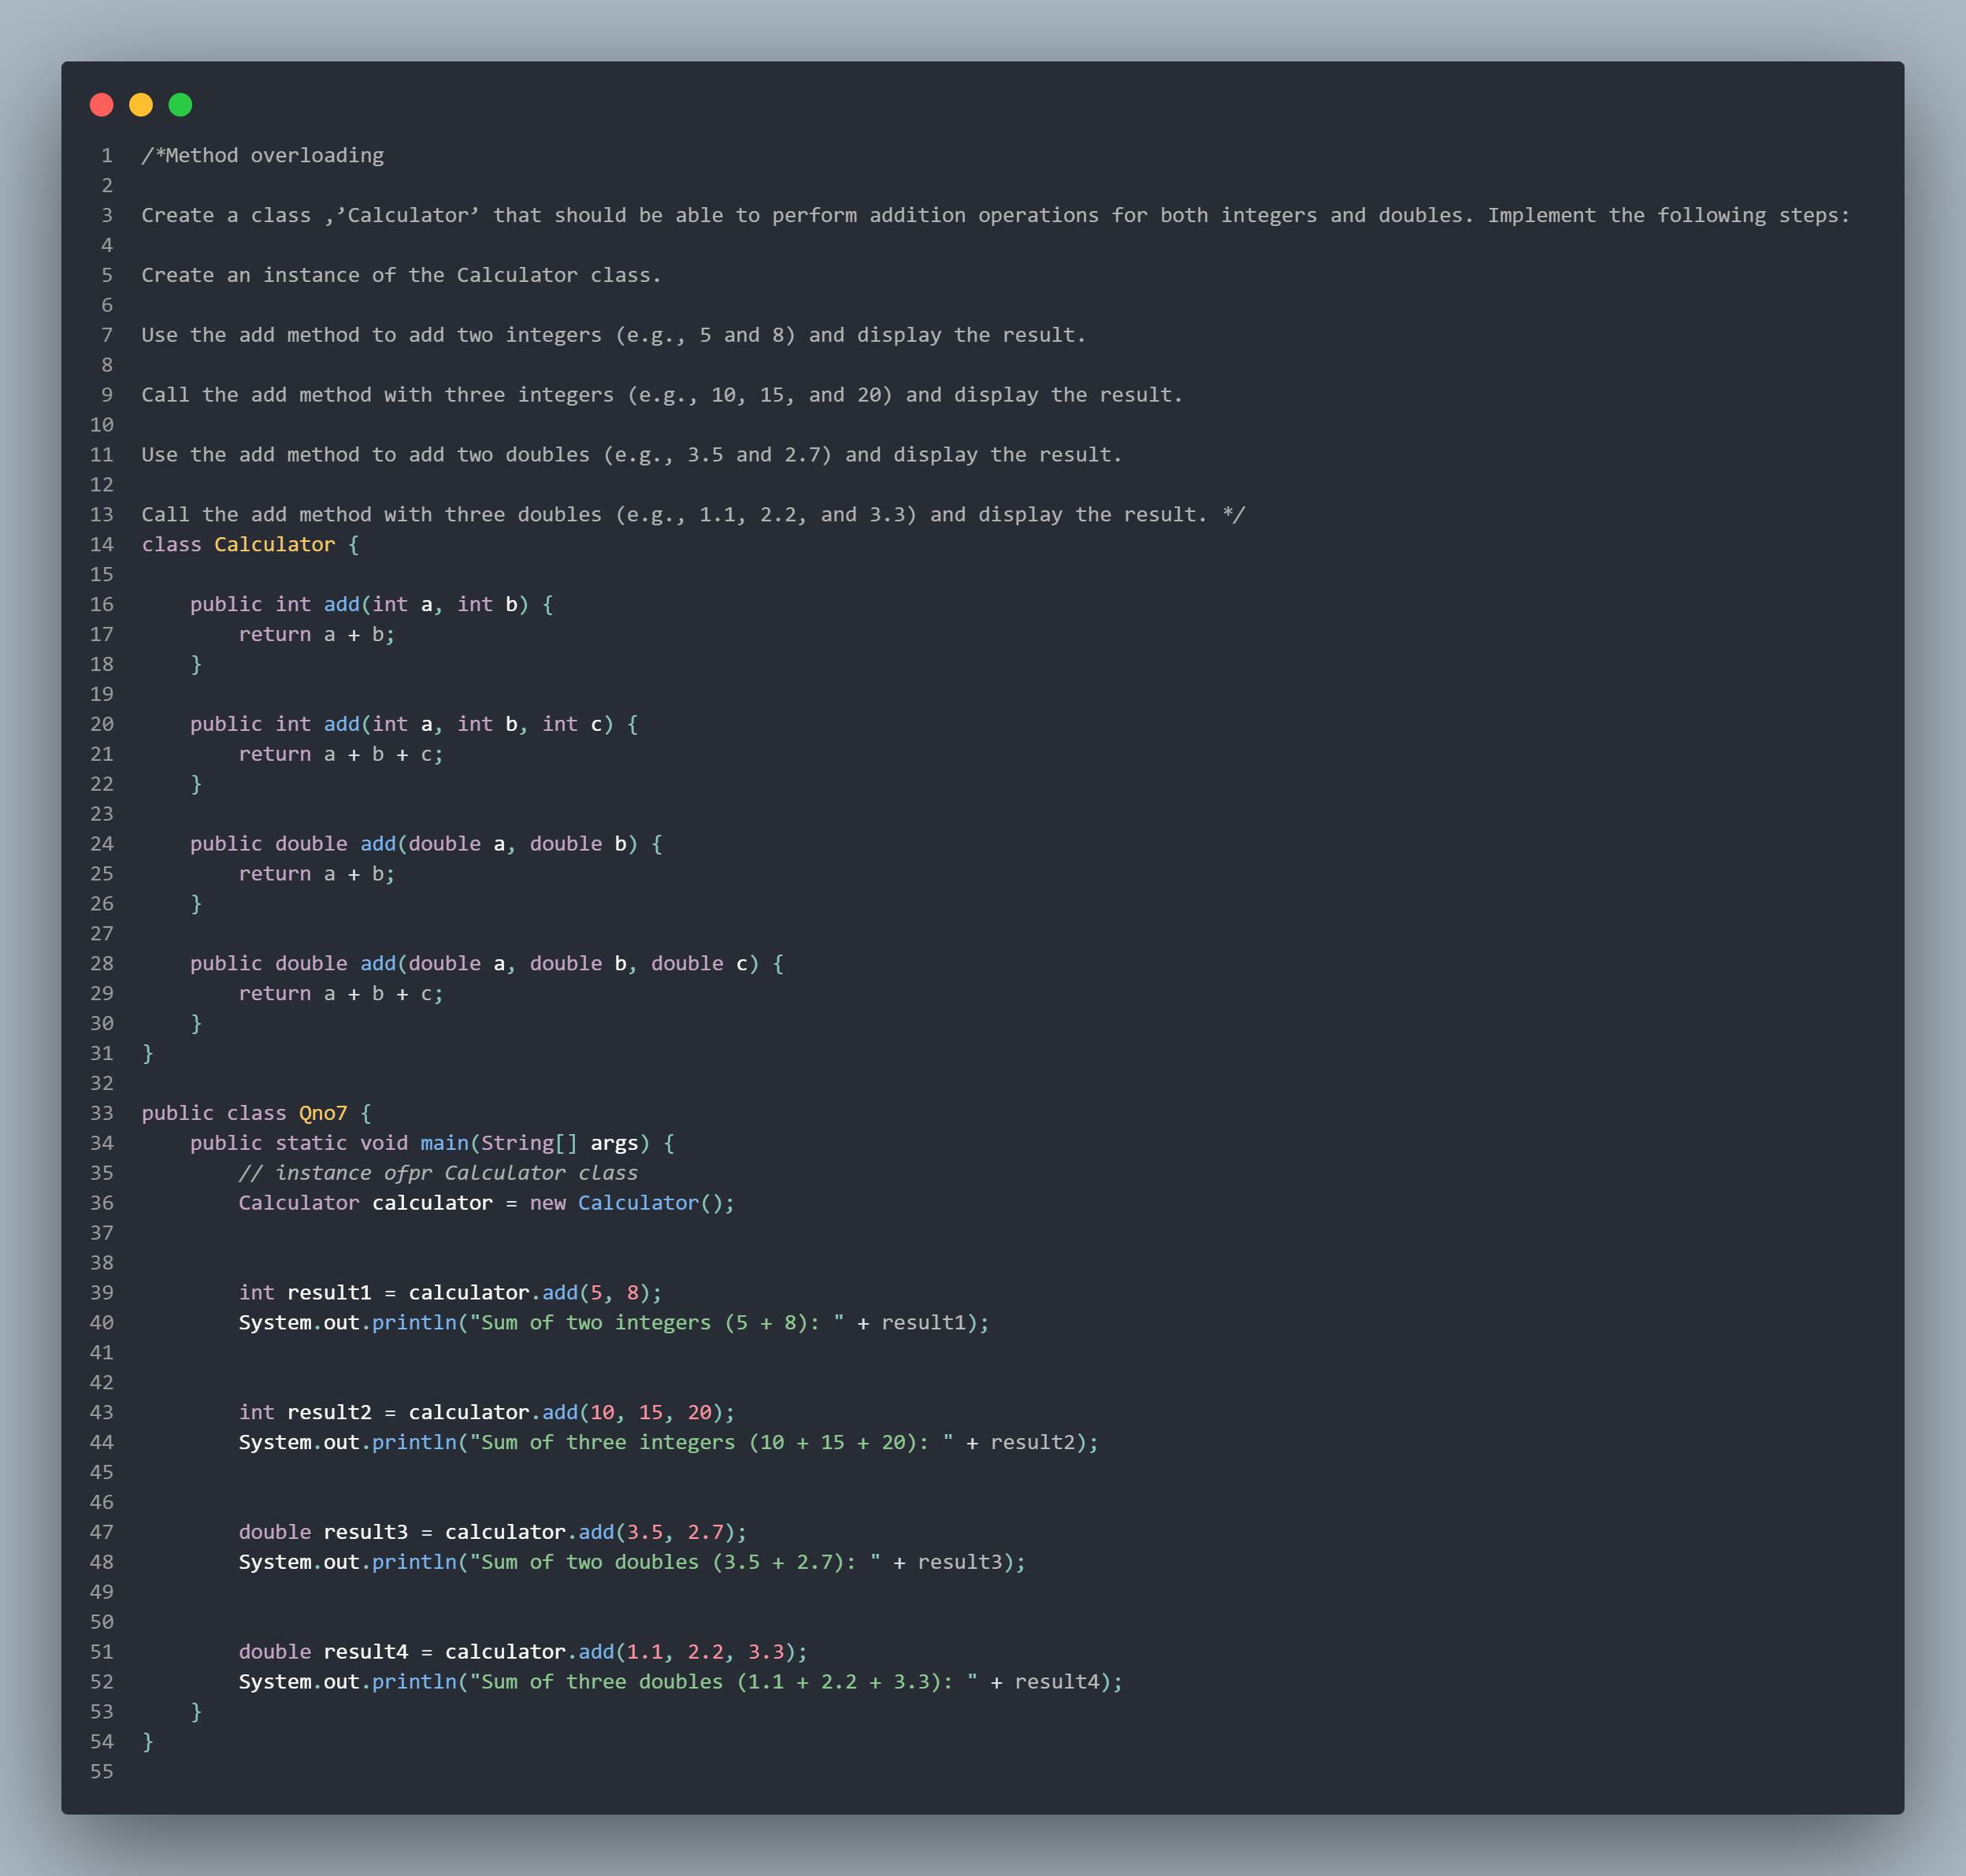 1 /*Method overloading
2
3 Create a class ,’Calculator’ that should be able to perform addition operations for both integers and doubles. Implement the following steps:
4
5 Create an instance of the Calculator class.
6
7 Use the add method to add two integers (e.g., 5 and 8) and display the result.
8
9 Call the add method with three integers (e.g., 10, 15, and 20) and display the result.
10
11 Use the add method to add two doubles (e.g., 3.5 and 2.7) and display the result.
12
13 Call the add method with three doubles (e.g., 1.1, 2.2, and 3.3) and display the result. */
14 class Calculator {
15
16     public int add(int a, int b) {
17         return a + b;
18     }
19
20     public int add(int a, int b, int c) {
21         return a + b + c;
22     }
23
24     public double add(double a, double b) {
25         return a + b;
26     }
27
28     public double add(double a, double b, double c) {
29         return a + b + c;
30     }
31 }
32
33 public class Qno7 {
34     public static void main(String[] args) {
35         // instance ofpr Calculator class
36         Calculator calculator = new Calculator();
37
38
39         int result1 = calculator.add(5, 8);
40         System.out.println("Sum of two integers (5 + 8): " + result1);
41
42
43         int result2 = calculator.add(10, 15, 20);
44         System.out.println("Sum of three integers (10 + 15 + 20): " + result2);
45
46
47         double result3 = calculator.add(3.5, 2.7);
48         System.out.println("Sum of two doubles (3.5 + 2.7): " + result3);
49
50
51         double result4 = calculator.add(1.1, 2.2, 3.3);
52         System.out.println("Sum of three doubles (1.1 + 2.2 + 3.3): " + result4);
53     }
54 }
55